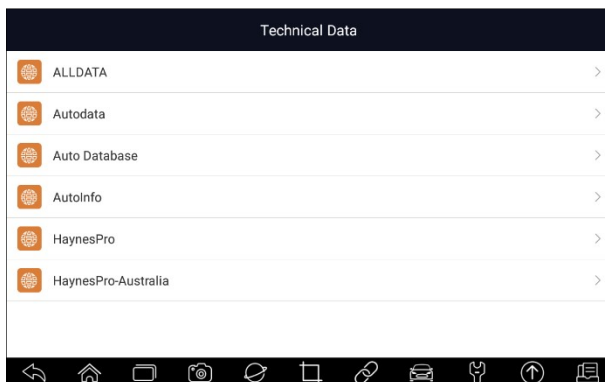 Technical Data
ALLDATA
Autodata
Auto Database
AutoInfo
HaynesPro
HaynesPro-Australia